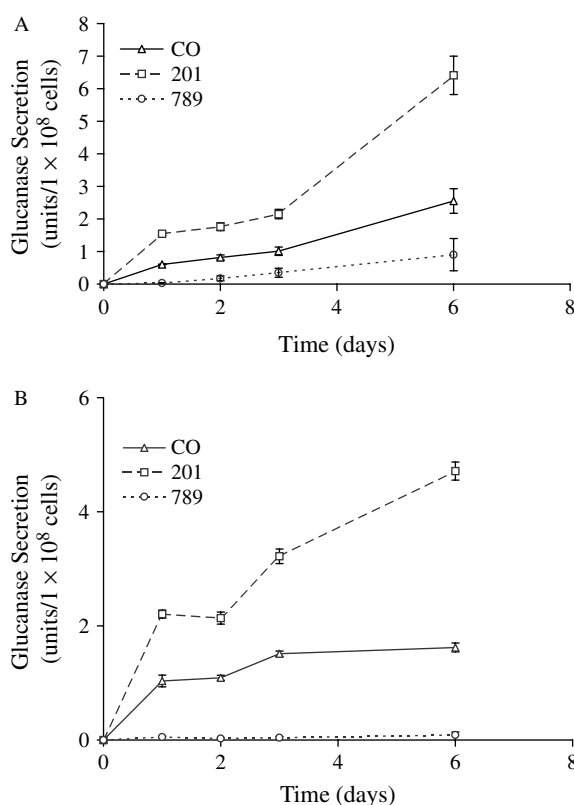 A
Glucanase Secretion
(units/1 × 10⁸ cells)
8
7
6
5
4
3
2
1
0
CO
201
789
0 2 4 6 8
Time (days)
B
Glucanase Secretion
(units/1 × 10⁸ cells)
6
4
2
0
CO
201
789
0 2 4 6 8
Time (days)